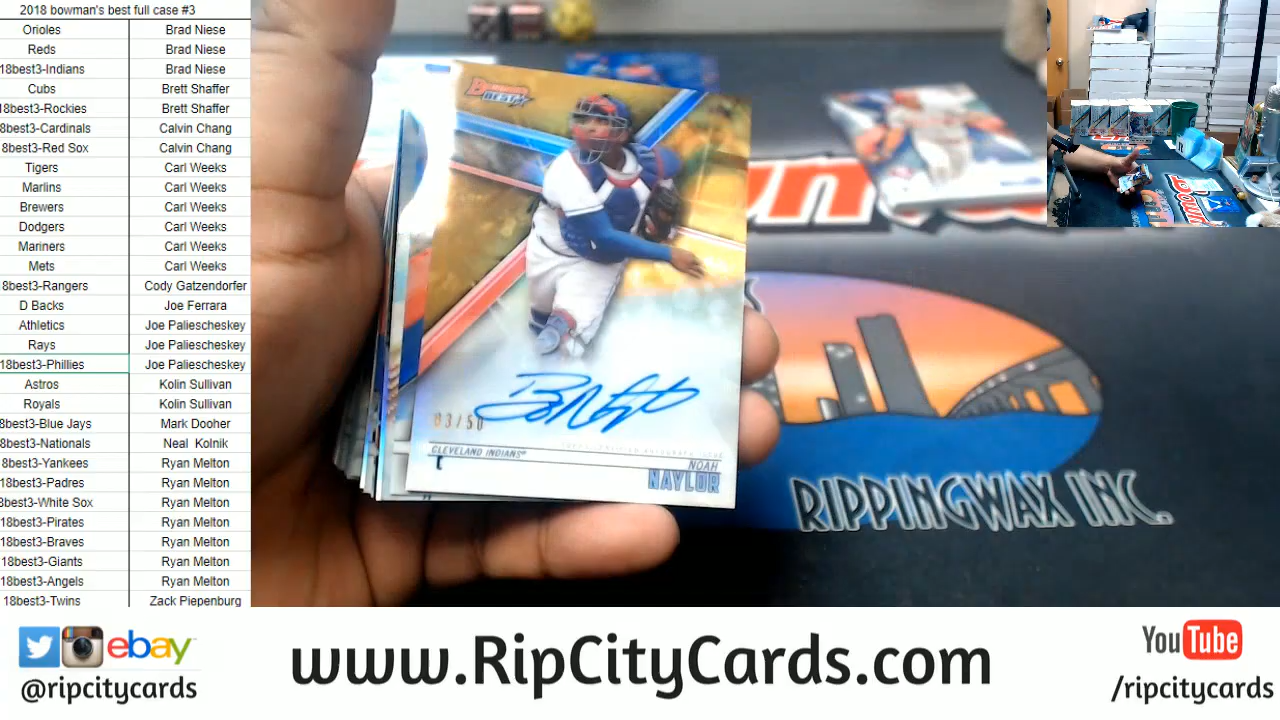 2018 bowman's best full case #3
Orioles Brad Niese
Reds Brad Niese
18best3-Indians Brad Niese
Cubs Brett Shaffer
18best3-Rockies Brett Shaffer
8best3-Cardinals Calvin Chang
8best3-Red Sox Calvin Chang
Tigers Carl Weeks
Marlins Carl Weeks
Brewers Carl Weeks
Dodgers Carl Weeks
Mariners Carl Weeks
Mets Carl Weeks
8best3-Rangers Cody Gatzendorfer
D Backs Joe Ferrara
Athletics Joe Paliescheskey
Rays Joe Paliescheskey
18best3-Phillies Joe Paliescheskey
Astros Kolin Sullivan
Royals Kolin Sullivan
8best3-Blue Jays Mark Dooher
8best3-Nationals Neal Kolnik
8best3-Yankees Ryan Melton
18best3-Padres Ryan Melton
8best3-White Sox Ryan Melton
18best3-Pirates Ryan Melton
18best3-Braves Ryan Melton
18best3-Giants Ryan Melton
18best3-Angels Ryan Melton
18best3-Twins Zack Piepenburg
BOWMAN'S BEST
03/50
CLEVELAND INDIANS®
C
NOAH
NAYLOR
RIPPINGWAX INC.
ebay
@ripcitycards
www.RipCityCards.com
YouTube
/ripcitycards